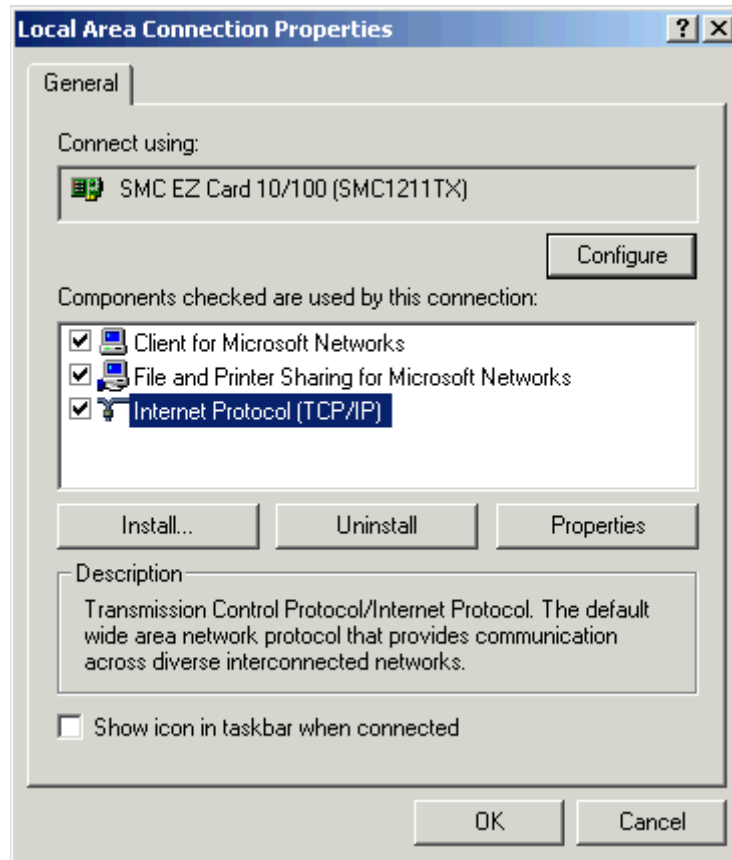 Local Area Connection Properties
General
Connect using:
SMC EZ Card 10/100 (SMC1211TX)
Configure
Components checked are used by this connection:
Client for Microsoft Networks
File and Printer Sharing for Microsoft Networks
Internet Protocol (TCP/IP)
Install... Uninstall Properties
Description
Transmission Control Protocol/Internet Protocol. The default
wide area network protocol that provides communication
across diverse interconnected networks.
Show icon in taskbar when connected
OK Cancel